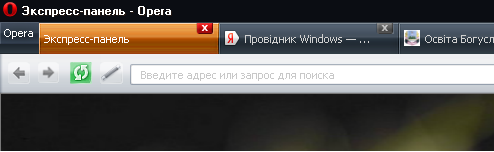 Экспресс-панель - Opera
Opera
Экспресс-панель
Провідник Windows — ...
Освіта Богусл
Введите адрес или запрос для поиска